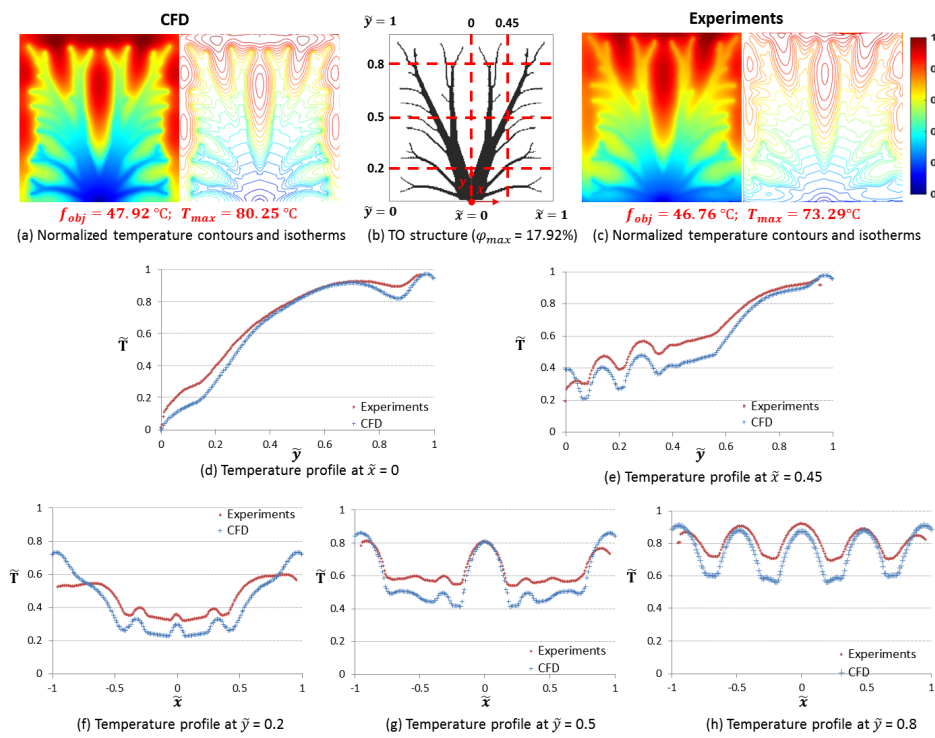 CFD
ỹ = 1
0
0.45
Experiments
0.8
0.5
0.2
y
x
ỹ = 0
x̃ = 0
x̃ = 1
1
0
0
0
0
0
f_obj = 47.92 °C; T_max = 80.25 °C
f_obj = 46.76 °C; T_max = 73.29°C
(a) Normalized temperature contours and isotherms
(b) TO structure (φ_max = 17.92%)
(c) Normalized temperature contours and isotherms
1
0.8
0.6
0.4
0.2
0
T̃
0
0.2
0.4
0.6
0.8
1
ỹ
Experiments
CFD
(d) Temperature profile at x̃ = 0
1
0.8
0.6
0.4
0.2
0
T̃
0
0.2
0.4
0.6
0.8
1
ỹ
Experiments
CFD
(e) Temperature profile at x̃ = 0.45
1
0.8
0.6
0.4
0.2
0
T̃
-1
-0.5
0
0.5
1
x̃
Experiments
CFD
(f) Temperature profile at ỹ = 0.2
1
0.8
0.6
0.4
0.2
0
T̃
-1
-0.5
0
0.5
1
x̃
Experiments
CFD
(g) Temperature profile at ỹ = 0.5
1
0.8
0.6
0.4
0.2
0
T̃
-1
-0.5
0
0.5
1
x̃
Experiments
CFD
(h) Temperature profile at ỹ = 0.8